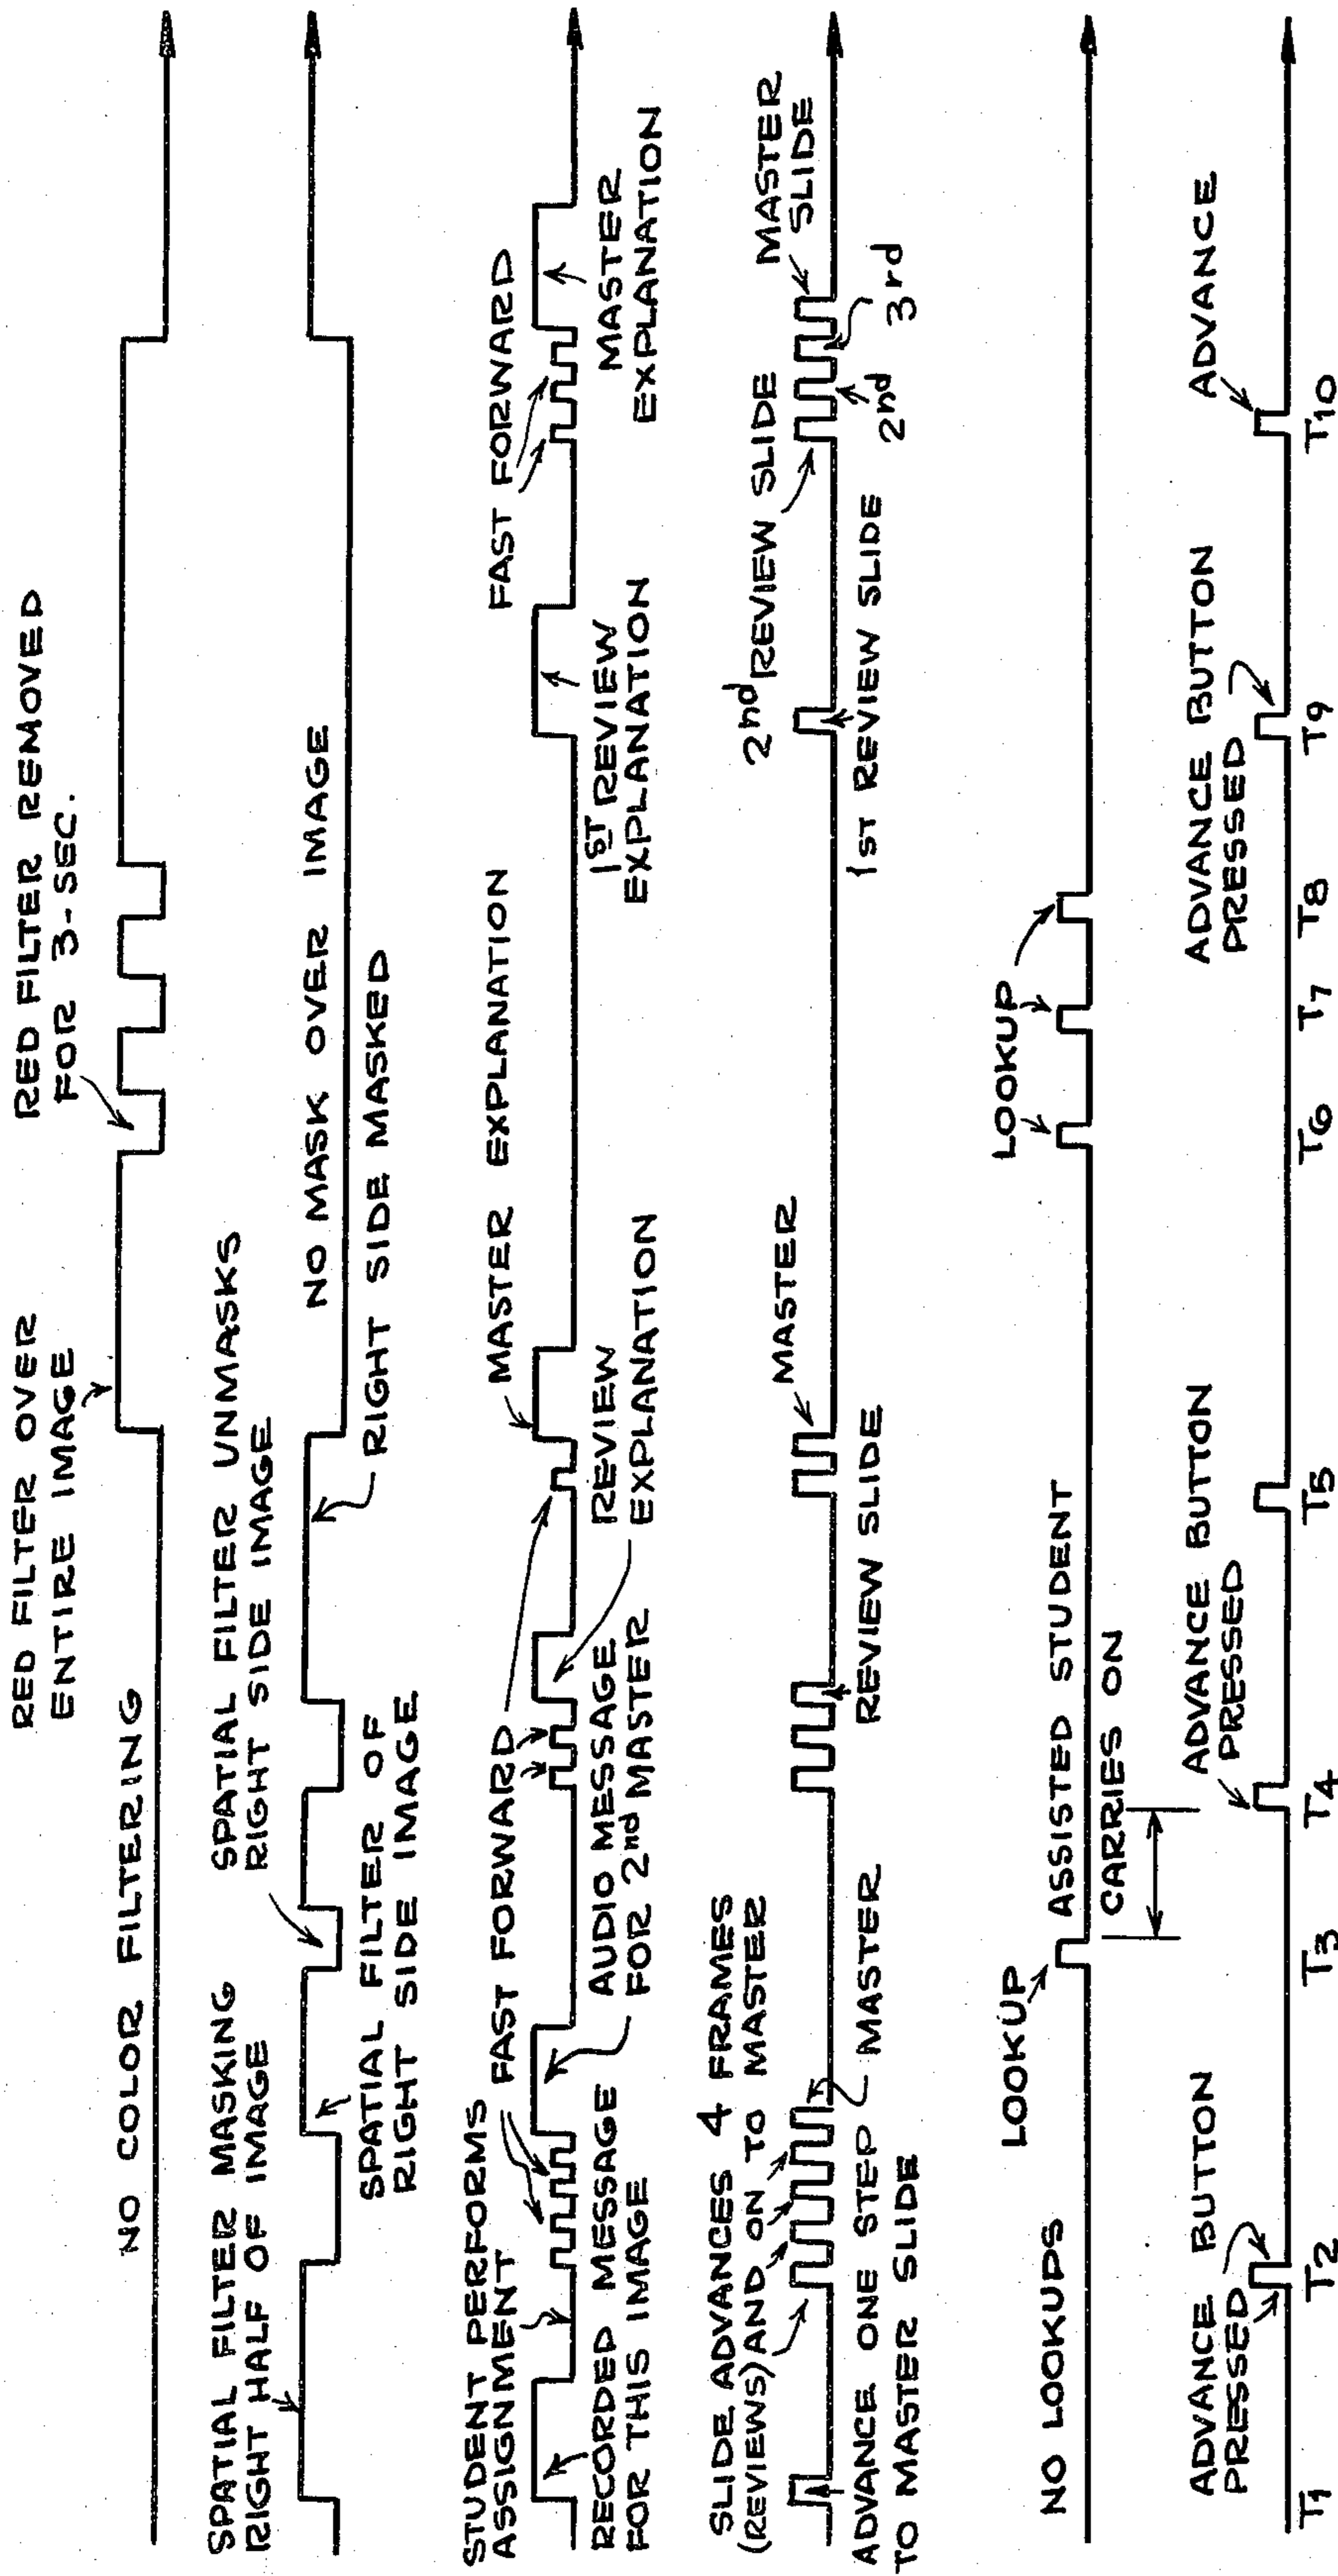 RED FILTER OVER
ENTIRE IMAGE
RED FILTER REMOVED
FOR 3-SEC.
NO COLOR FILTERING
SPATIAL FILTER MASKING
RIGHT HALF OF IMAGE
SPATIAL FILTER UNMASKS
RIGHT SIDE IMAGE
NO MASK OVER IMAGE
SPATIAL FILTER OF
RIGHT SIDE IMAGE
RIGHT SIDE MASKED
STUDENT PERFORMS
ASSIGNMENT
FAST FORWARD
MASTER EXPLANATION
FAST FORWARD
RECORDED MESSAGE
FOR THIS IMAGE
AUDIO MESSAGE
FOR 2nd MASTER
REVIEW
EXPLANATION
1ST REVIEW
EXPLANATION
MASTER
EXPLANATION
SLIDE ADVANCES 4 FRAMES
(REVIEWS) AND ON TO MASTER
MASTER
2nd REVIEW SLIDE
MASTER
SLIDE
ADVANCE ONE STEP
TO MASTER SLIDE
MASTER
REVIEW SLIDE
1ST REVIEW SLIDE
2nd
3rd
NO LOOKUPS
LOOKUP
ASSISTED STUDENT
CARRIES ON
LOOKUP
ADVANCE BUTTON
PRESSED
ADVANCE BUTTON
PRESSED
ADVANCE BUTTON
PRESSED
ADVANCE
T1 T2 T3 T4 T5 T6 T7 T8 T9 T10